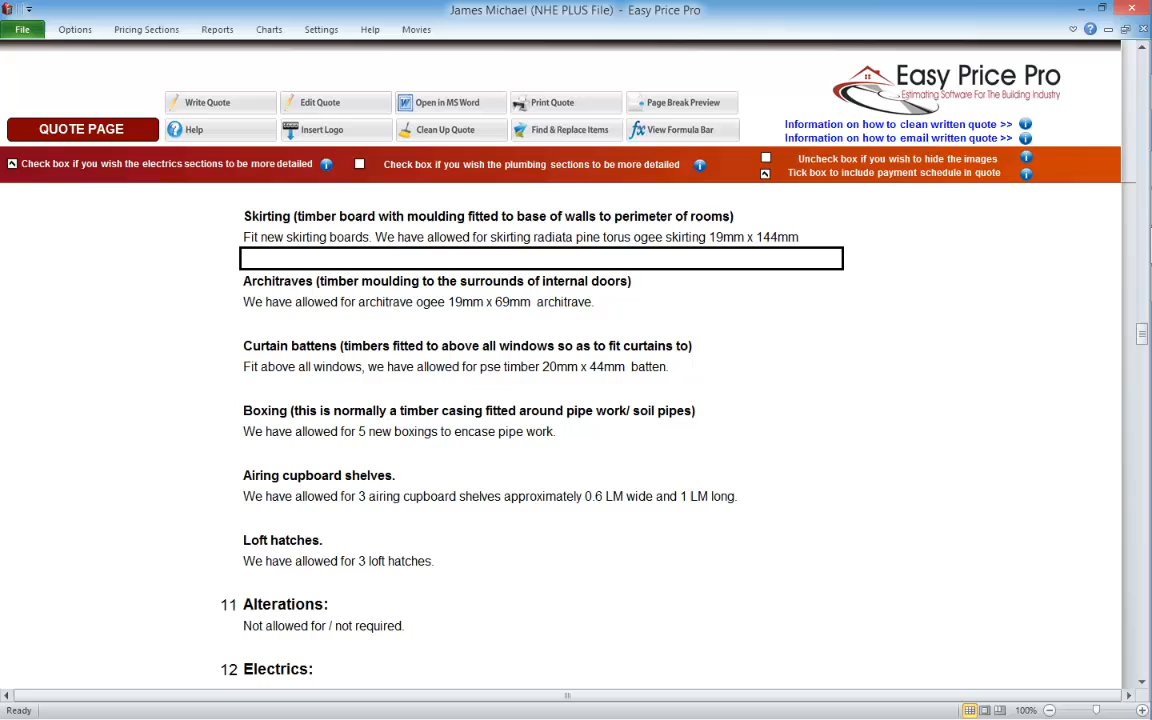 James Michael (NHE PLUS File) - Easy Price Pro
File Options Pricing Sections Reports Charts Settings Help Movies
Easy Price Pro
Estimating Software For The Building Industry
Write Quote Edit Quote Open in MS Word Print Quote Page Break Preview
QUOTE PAGE Help Insert Logo Clean Up Quote Find & Replace Items View Formula Bar
Information on how to clean written quote >>
Information on how to email written quote >>
Check box if you wish the electrics sections to be more detailed Check box if you wish the plumbing sections to be more detailed Uncheck box if you wish to hide the images
Tick box to include payment schedule in quote
Skirting (timber board with moulding fitted to base of walls to perimeter of rooms)
Fit new skirting boards. We have allowed for skirting radiata pine torus ogee skirting 19mm x 144mm
Architraves (timber moulding to the surrounds of internal doors)
We have allowed for architrave ogee 19mm x 69mm architrave.
Curtain battens (timbers fitted to above all windows so as to fit curtains to)
Fit above all windows, we have allowed for pse timber 20mm x 44mm batten.
Boxing (this is normally a timber casing fitted around pipe work/ soil pipes)
We have allowed for 5 new boxings to encase pipe work.
Airing cupboard shelves.
We have allowed for 3 airing cupboard shelves approximately 0.6 LM wide and 1 LM long.
Loft hatches.
We have allowed for 3 loft hatches.
11 Alterations:
Not allowed for / not required.
12 Electrics:
Ready 100%